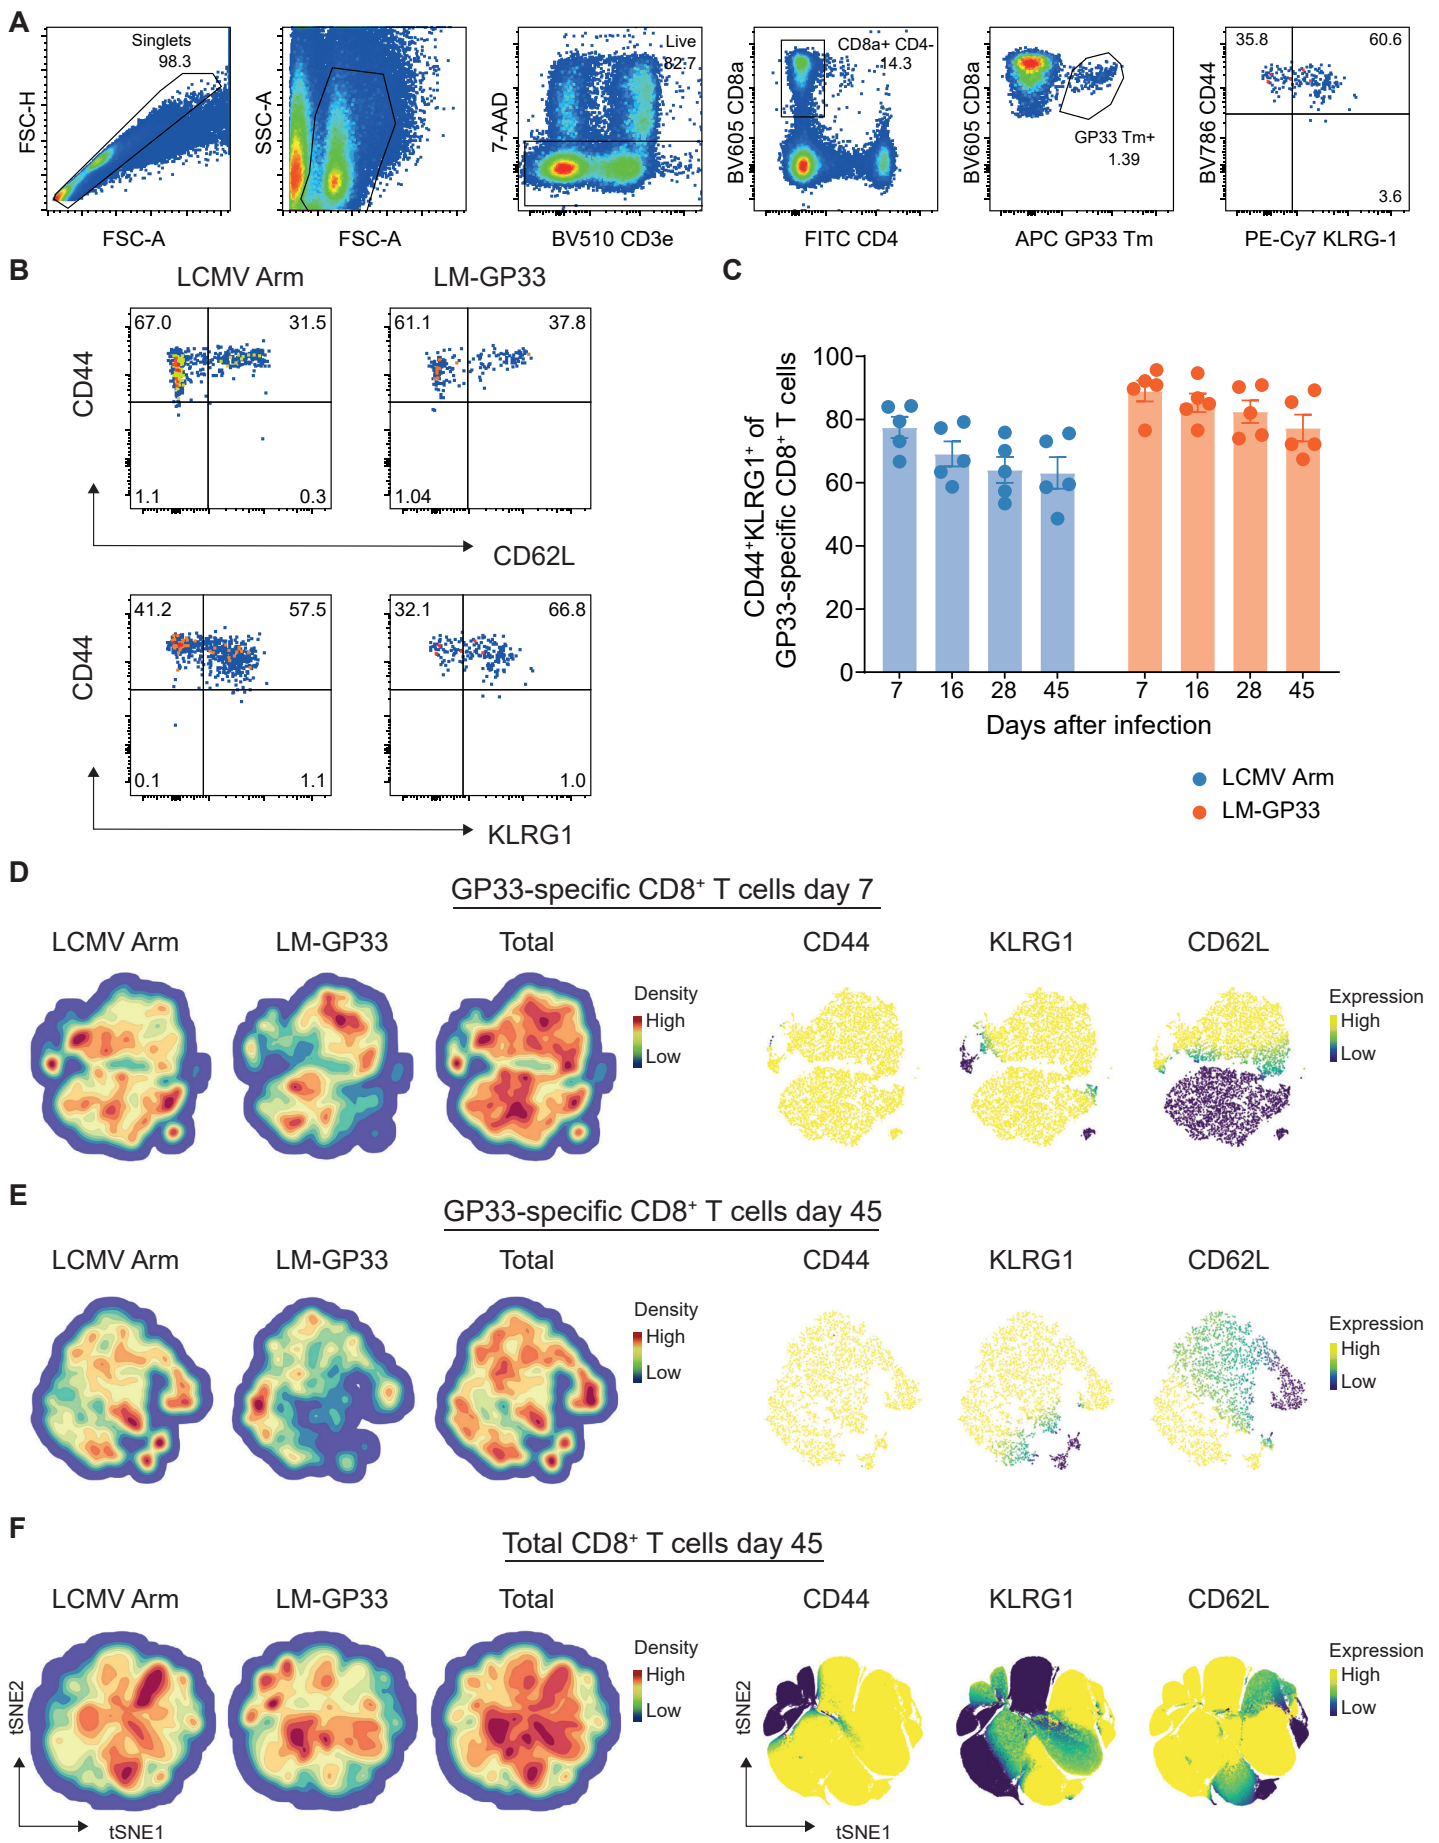 A
Singlets
98.3
FSC-H
FSC-A
SSC-A
FSC-A
Live
82.7
7-AAD
BV510 CD3e
CD8a+ CD4-
14.3
BV605 CD8a
FITC CD4
BV605 CD8a
GP33 Tm+
1.39
APC GP33 Tm
35.8 60.6
3.6
BV786 CD44
PE-Cy7 KLRG-1
B
LCMV Arm LM-GP33
CD44
67.0 31.5
1.1 0.3
61.1 37.8
1.04
CD62L
CD44
41.2 57.5
0.1 1.1
32.1 66.8
1.0
KLRG1
C
CD44⁺KLRG1⁺ of
GP33-specific CD8⁺ T cells
100
80
60
40
20
0
7 16 28 45 7 16 28 45
Days after infection
LCMV Arm
LM-GP33
D
GP33-specific CD8⁺ T cells day 7
LCMV Arm LM-GP33 Total CD44 KLRG1 CD62L
Density
High
Low
Expression
High
Low
E
GP33-specific CD8⁺ T cells day 45
LCMV Arm LM-GP33 Total CD44 KLRG1 CD62L
Density
High
Low
Expression
High
Low
F
Total CD8⁺ T cells day 45
LCMV Arm LM-GP33 Total CD44 KLRG1 CD62L
Density
High
Low
Expression
High
Low
tSNE2
tSNE1
tSNE2
tSNE1